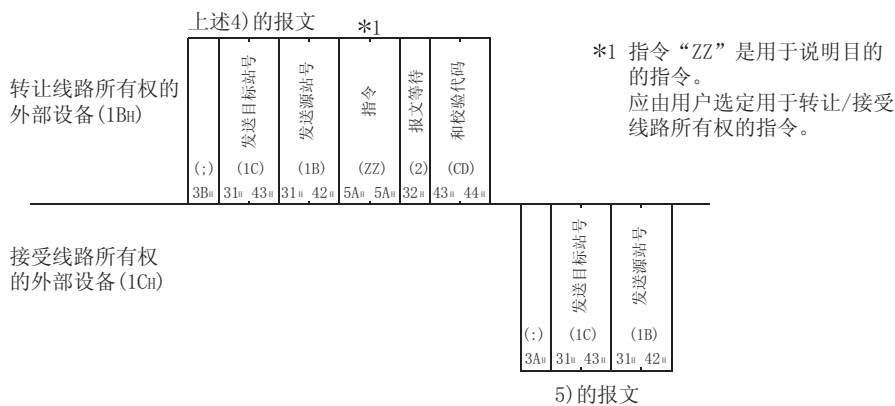 上述4)的报文
*1
*1 指令“ZZ”是用于说明目的
的指令。
应由用户选定用于转让/接受
线路所有权的指令。
转让线路所有权的
外部设备(1BH)
发送目标站号
发送源站号
指令
报文等待
和校验代码
(;) (1C) (1B) (ZZ) (2) (CD)
3BH 31H 43H 31H 42H 5AH 5AH 32H 43H 44H
接受线路所有权
的外部设备(1CH)
发送目标站号
发送源站号
(:) (1C) (1B)
3AH 31H 43H 31H 42H
5)的报文